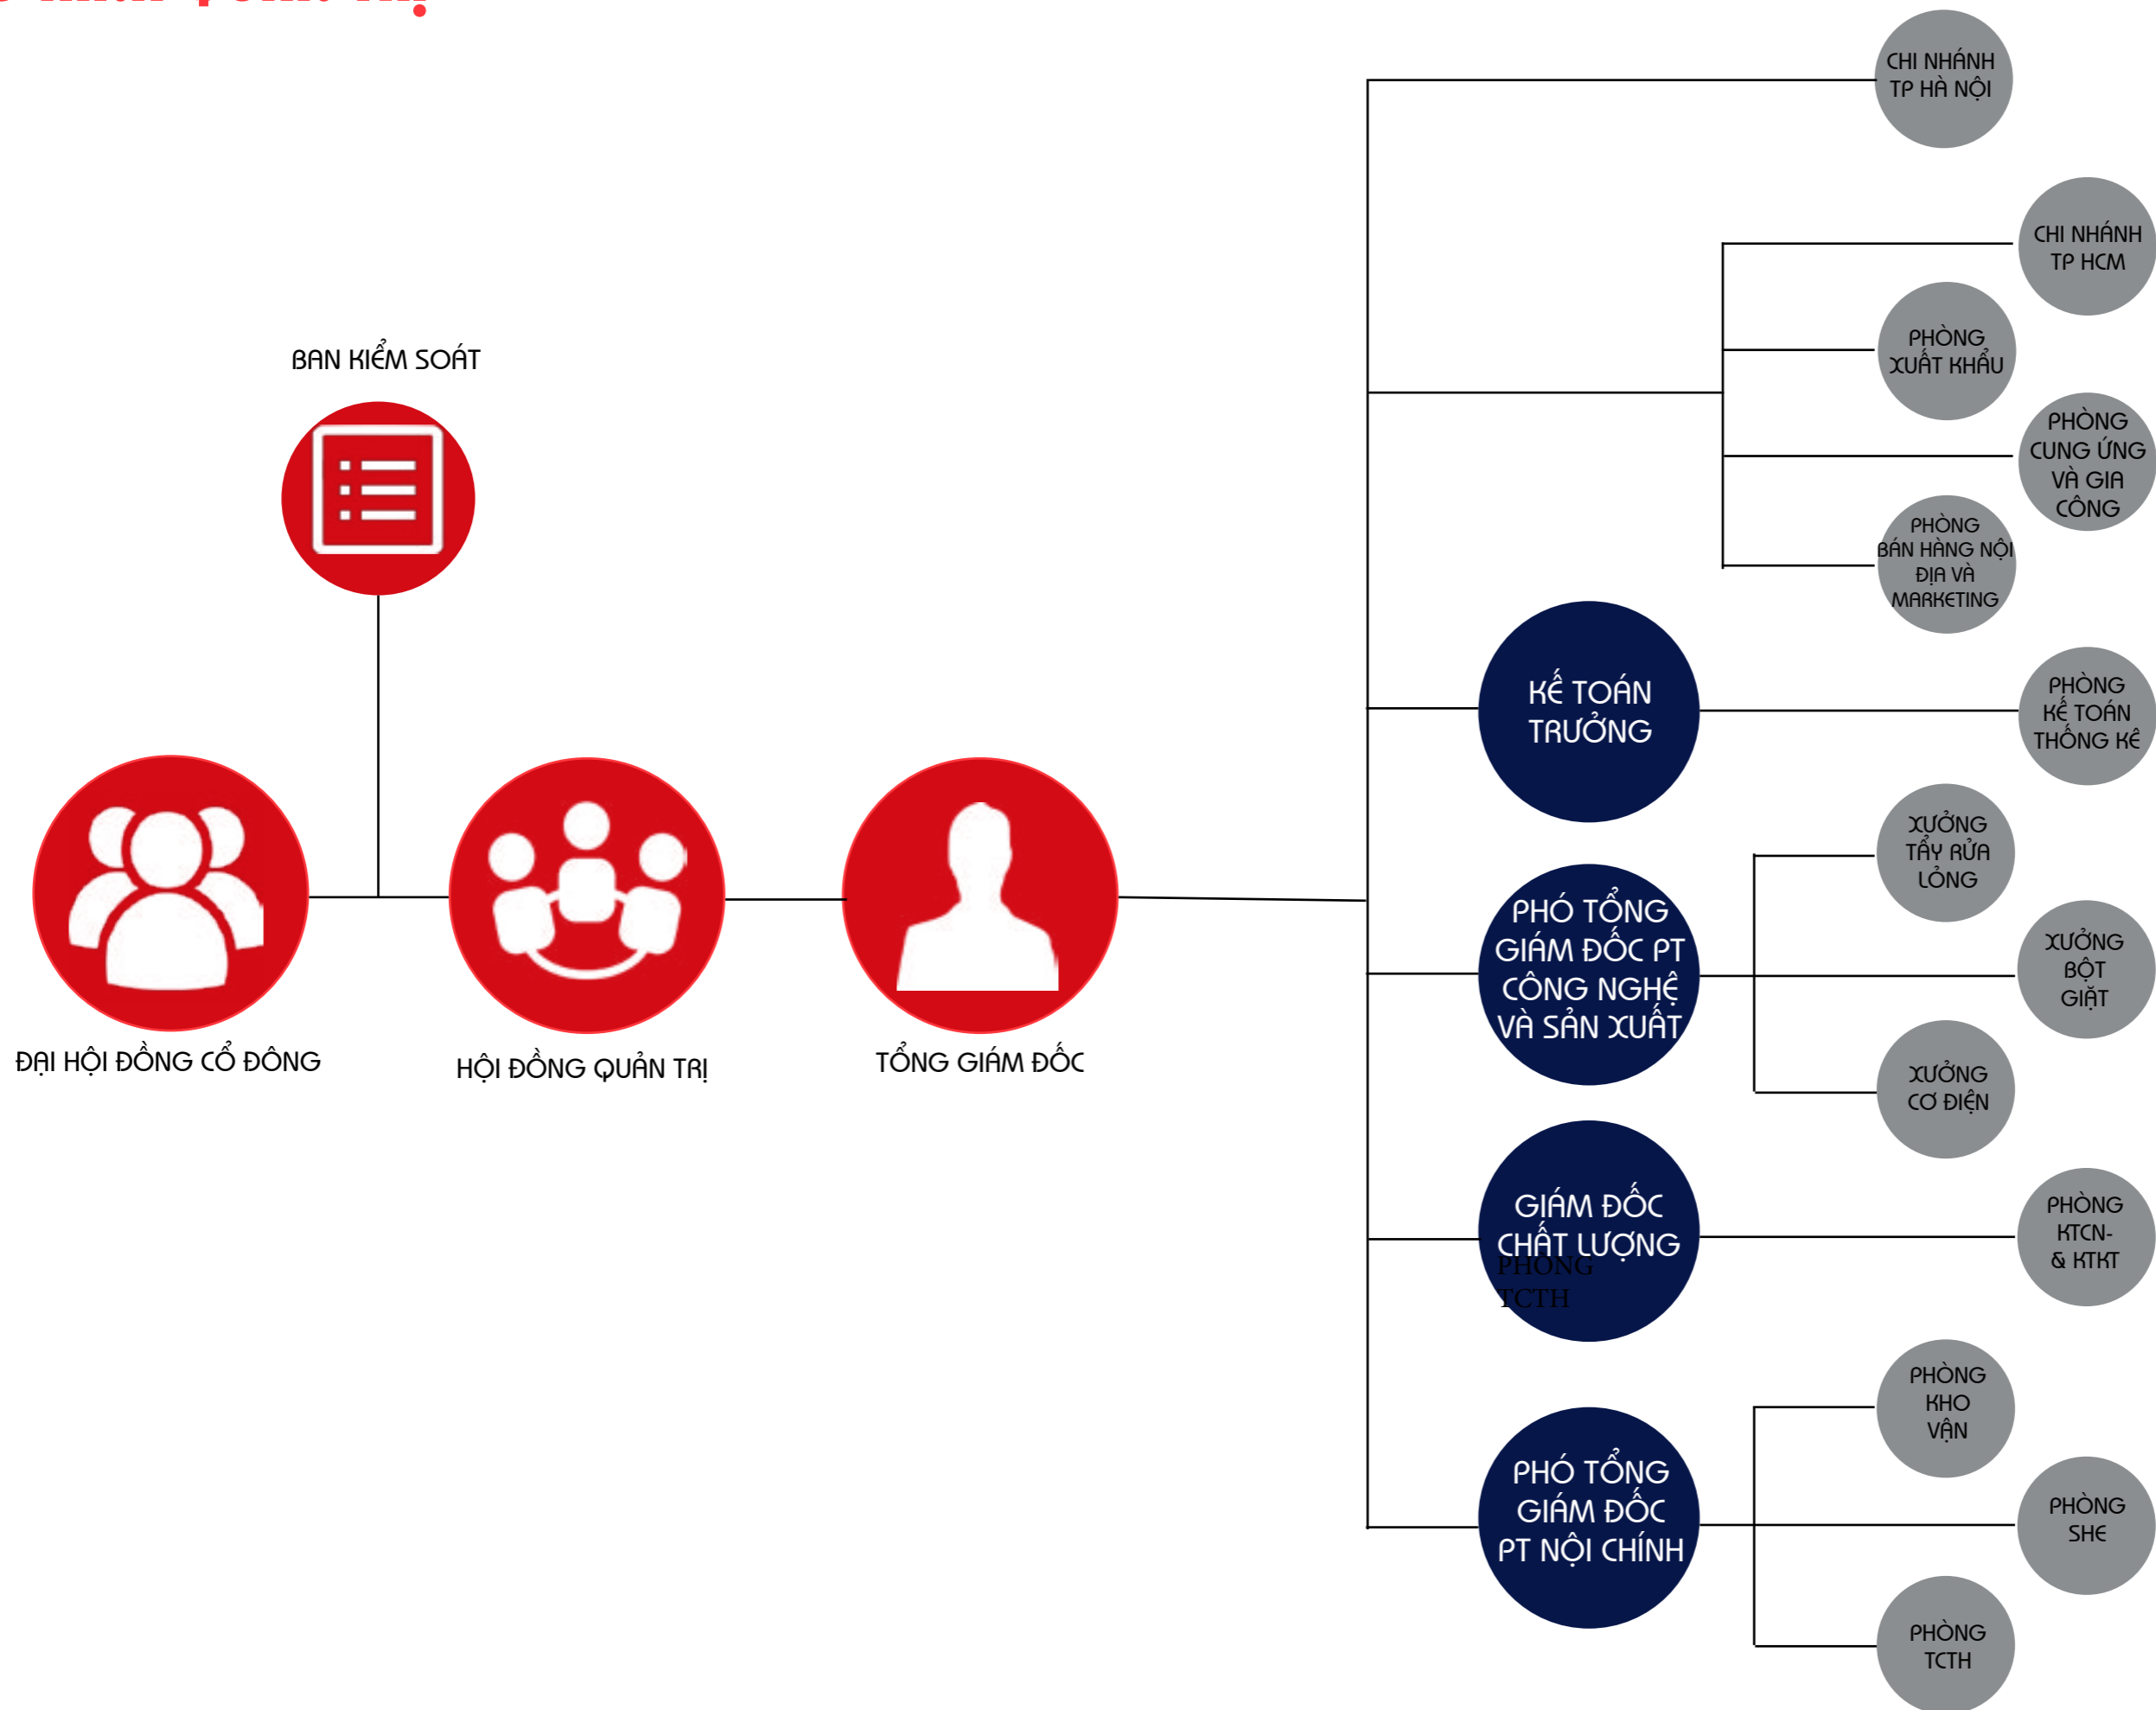 CHI NHÁNH
TP HÀ NỘI
CHI NHÁNH
TP HCM
PHÒNG
XUẤT KHẨU
PHÒNG
CUNG ỨNG
VÀ GIA
CÔNG
PHÒNG
BÁN HÀNG NỘI
ĐỊA VÀ
MARKETING
BAN KIỂM SOÁT
KẾ TOÁN
TRƯỞNG
PHÒNG
KẾ TOÁN
THỐNG KÊ
ĐẠI HỘI ĐỒNG CỔ ĐÔNG
HỘI ĐỒNG QUẢN TRỊ
TỔNG GIÁM ĐỐC
PHÓ TỔNG
GIÁM ĐỐC PT
CÔNG NGHỆ
VÀ SẢN XUẤT
XƯỞNG
TẨY RỬA
LỎNG
XƯỞNG
BỘT
GIẶT
XƯỞNG
CƠ ĐIỆN
GIÁM ĐỐC
CHẤT LƯỢNG
PHÒNG
TCTH
PHÒNG
KTCN-
& KTKT
PHÓ TỔNG
GIÁM ĐỐC
PT NỘI CHÍNH
PHÒNG
KHO
VẬN
PHÒNG
SHE
PHÒNG
TCTH